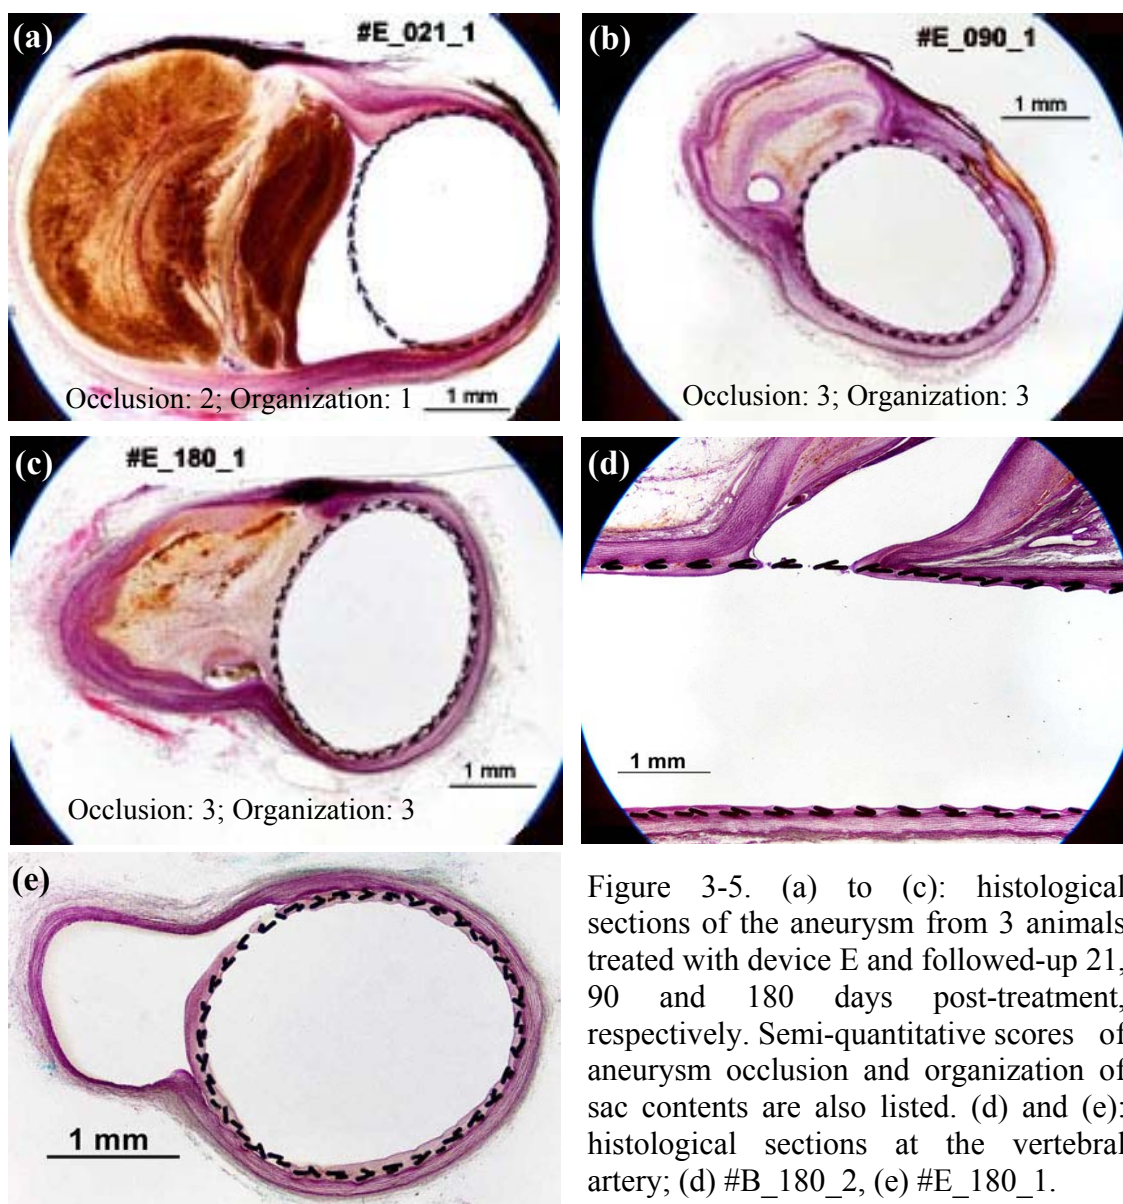 (a)
#E_021_1
Occlusion: 2; Organization: 1
1 mm
(b)
#E_090_1
1 mm
Occlusion: 3; Organization: 3
(c)
#E_180_1
1 mm
Occlusion: 3; Organization: 3
(d)
1 mm
(e)
1 mm
Figure 3-5. (a) to (c): histological
sections of the aneurysm from 3 animals
treated with device E and followed-up 21,
90 and 180 days post-treatment,
respectively. Semi-quantitative scores of
aneurysm occlusion and organization of
sac contents are also listed. (d) and (e):
histological sections at the vertebral
artery; (d) #B_180_2, (e) #E_180_1.